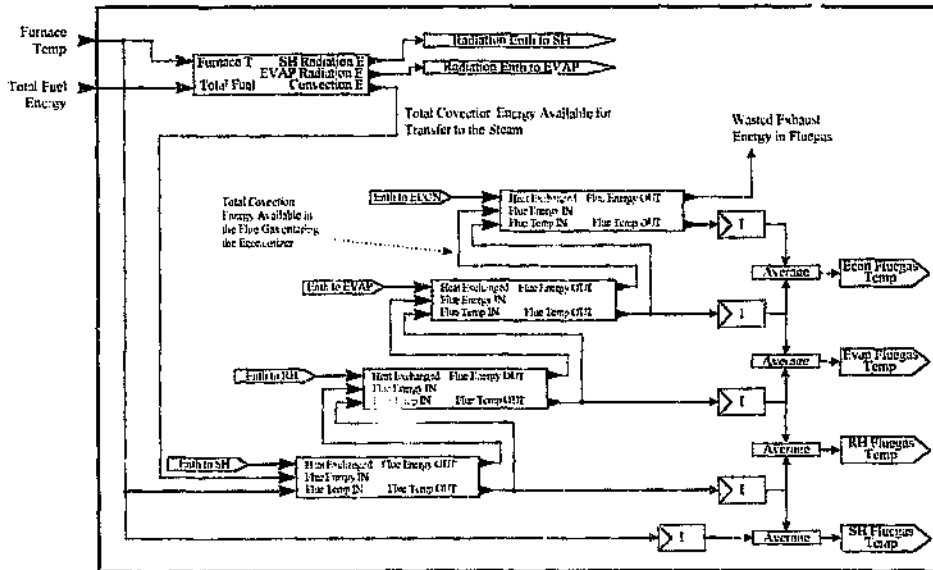 Furnace
Temp
Total Fuel
Energy
Furnace T
SH Radiation E
EVAP Radiation E
Total Fuel
Convection E
Radiation Enth to SH
Radiation Enth to EVAP
Total Covection Energy Available for
Transfer to the Steam
Wasted Exhaust
Energy in Fluegas
Total Covection
Energy Available in
the Flue Gas entering
the Economizer
Enth to ECON
Heat Exchanged Flue Energy OUT
Flue Energy IN
Flue Temp IN Flue Temp OUT
Average
Econ Fluegas
Temp
Enth to EVAP
Heat Exchanged Flue Energy OUT
Flue Energy IN
Flue Temp IN Flue Temp OUT
Average
Evap Fluegas
Temp
Enth to RH
Heat Exchanged Flue Energy OUT
Flue Energy IN
Temp IN Flue Temp OUT
Average
RH Fluegas
Temp
Enth to SH
Heat Exchanged Flue Energy OUT
Flue Energy IN
Flue Temp IN Flue Temp OUT
Average
SH Fluegas
Temp